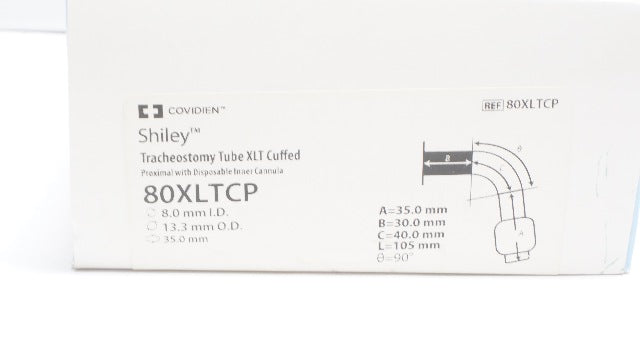 COVIDIEN™
REF 80XLTCP
Shiley™
Tracheostomy Tube XLT Cuffed
Proximal with Disposable Inner Cannula
80XLTCP
8.0 mm I.D.
13.3 mm O.D.
35.0 mm
A=35.0 mm
B=30.0 mm
C=40.0 mm
L=105 mm
θ=90°
B
C
θ
A